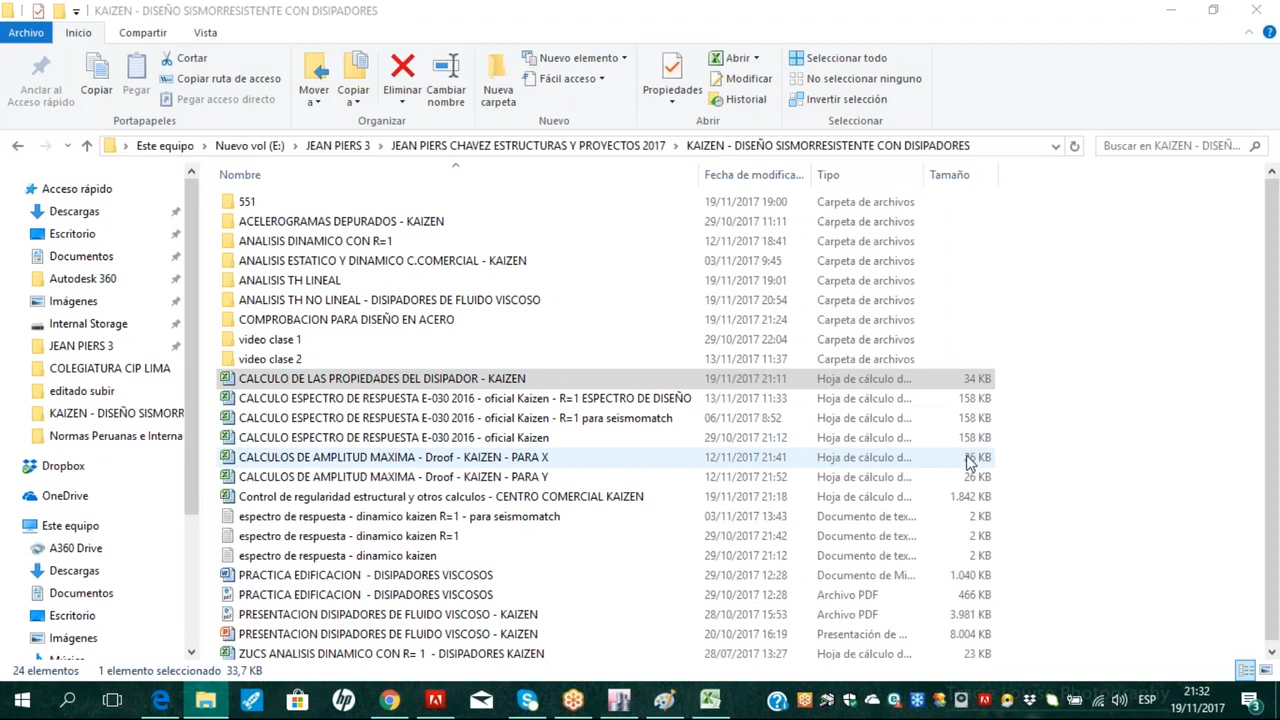 KAIZEN - DISEÑO SISMORRESISTENTE CON DISIPADORES
Archivo Inicio Compartir Vista
Anclar al Acceso rápido
Copiar
Pegar
Cortar
Copiar ruta de acceso
Pegar acceso directo
Portapapeles
Mover a
Copiar a
Eliminar
Cambiar nombre
Organizar
Nueva carpeta
Nuevo elemento
Fácil acceso
Nuevo
Propiedades
Abrir
Modificar
Historial
Abrir
Seleccionar todo
No seleccionar ninguno
Invertir selección
Seleccionar
Este equipo > Nuevo vol (E:) > JEAN PIERS 3 > JEAN PIERS CHAVEZ ESTRUCTURAS Y PROYECTOS 2017 > KAIZEN - DISEÑO SISMORRESISTENTE CON DISIPADORES
Buscar en KAIZEN - DISEÑ...
Acceso rápido
Descargas
Escritorio
Documentos
Autodesk 360
Imágenes
Internal Storage
JEAN PIERS 3
COLEGIATURA CIP LIMA
editado subir
KAIZEN - DISEÑO SISMORR
Normas Peruanas e Interna
Dropbox
OneDrive
Este equipo
A360 Drive
Descargas
Documentos
Escritorio
Imágenes
Nombre Fecha de modifica... Tipo Tamaño
551 19/11/2017 19:00 Carpeta de archivos
ACELEROGRAMAS DEPURADOS - KAIZEN 29/10/2017 11:11 Carpeta de archivos
ANALISIS DINAMICO CON R=1 12/11/2017 18:41 Carpeta de archivos
ANALISIS ESTATICO Y DINAMICO C.COMERCIAL - KAIZEN 03/11/2017 9:45 Carpeta de archivos
ANALISIS TH LINEAL 19/11/2017 19:01 Carpeta de archivos
ANALISIS TH NO LINEAL - DISIPADORES DE FLUIDO VISCOSO 19/11/2017 20:54 Carpeta de archivos
COMPROBACION PARA DISEÑO EN ACERO 19/11/2017 21:24 Carpeta de archivos
video clase 1 29/10/2017 22:04 Carpeta de archivos
video clase 2 13/11/2017 11:37 Carpeta de archivos
CALCULO DE LAS PROPIEDADES DEL DISIPADOR - KAIZEN 19/11/2017 21:11 Hoja de cálculo d... 34 KB
CALCULO ESPECTRO DE RESPUESTA E-030 2016 - oficial Kaizen - R=1 ESPECTRO DE DISEÑO 13/11/2017 11:33 Hoja de cálculo d... 158 KB
CALCULO ESPECTRO DE RESPUESTA E-030 2016 - oficial Kaizen - R=1 para seismomatch 06/11/2017 8:52 Hoja de cálculo d... 158 KB
CALCULO ESPECTRO DE RESPUESTA E-030 2016 - oficial Kaizen 29/10/2017 21:12 Hoja de cálculo d... 158 KB
CALCULOS DE AMPLITUD MAXIMA - Droof - KAIZEN - PARA X 12/11/2017 21:41 Hoja de cálculo d... KB
CALCULOS DE AMPLITUD MAXIMA - Droof - KAIZEN - PARA Y 12/11/2017 21:52 Hoja de cálculo d... 26 KB
Control de regularidad estructural y otros calculos - CENTRO COMERCIAL KAIZEN 19/11/2017 21:18 Hoja de cálculo d... 1.842 KB
espectro de respuesta - dinamico kaizen R=1 - para seismomatch 03/11/2017 13:43 Documento de tex... 2 KB
espectro de respuesta - dinamico kaizen R=1 29/10/2017 21:42 Documento de tex... 2 KB
espectro de respuesta - dinamico kaizen 29/10/2017 21:12 Documento de tex... 2 KB
PRACTICA EDIFICACION - DISIPADORES VISCOSOS 29/10/2017 12:28 Documento de Mi... 1.040 KB
PRACTICA EDIFICACION - DISIPADORES VISCOSOS 29/10/2017 12:28 Archivo PDF 466 KB
PRESENTACION DISIPADORES DE FLUIDO VISCOSO - KAIZEN 28/10/2017 15:53 Archivo PDF 3.981 KB
PRESENTACION DISIPADORES DE FLUIDO VISCOSO - KAIZEN 20/10/2017 16:19 Presentación de ... 8.004 KB
ZUCS ANALISIS DINAMICO CON R= 1 - DISIPADORES KAIZEN 28/07/2017 13:27 Hoja de cálculo d... 23 KB
24 elementos 1 elemento seleccionado 33,7 KB
ESP
21:32
19/11/2017
3